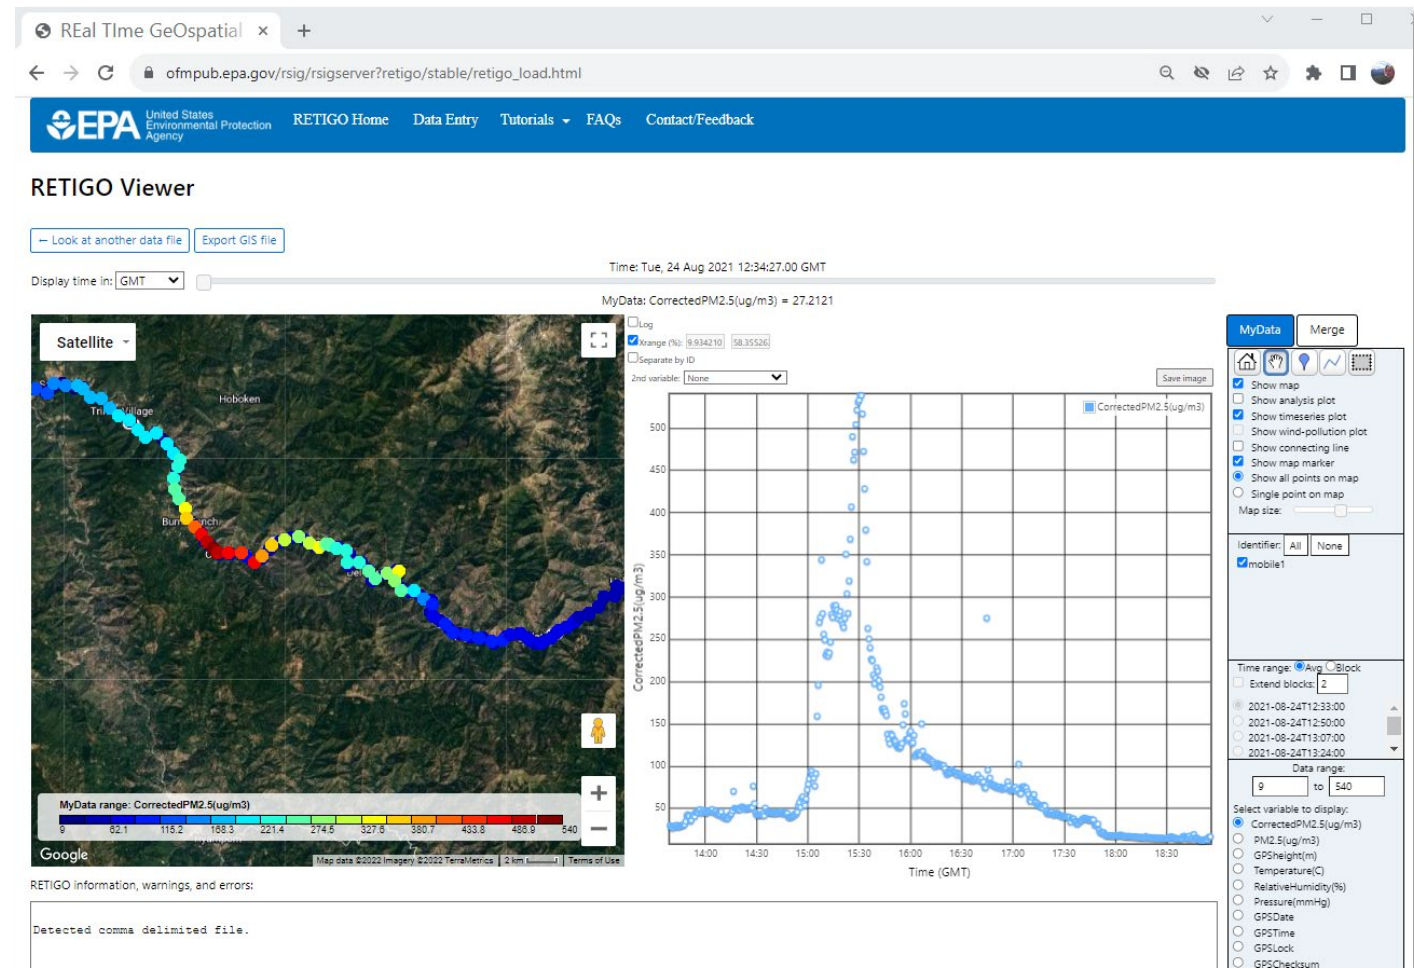 REal TIme GeoSpatial
ofmpub.epa.gov/rsig/rsigserver?retigo/stable/retigo_load.html
EPA United States Environmental Protection Agency
RETIGO Home Data Entry Tutorials FAQs Contact/Feedback
RETIGO Viewer
← Look at another data file Export GIS file
Time: Tue, 24 Aug 2021 12:34:27.00 GMT
Display time in: GMT
MyData: CorrectedPM2.5(ug/m3) = 27.2121
Satellite
Hoboken
Village
Google
MyData range: CorrectedPM2.5(ug/m3)
9 62.1 115.2 168.3 221.4 274.5 327.6 380.7 433.8 486.9 540
Map data ©2022 Imagery ©2022 TerraMetrics 2 km Terms of Use
Log
Xrange (%): 9.934210 58.35526
Separate by ID
2nd variable: None
Save image
CorrectedPM2.5(ug/m3)
500
450
400
350
300
250
200
150
100
50
CorrectedPM2.5(ug/m3)
14:00 14:30 15:00 15:30 16:00 16:30 17:00 17:30 18:00 18:30
Time (GMT)
MyData Merge
Show map
Show analysis plot
Show timeseries plot
Show wind-pollution plot
Show connecting line
Show map marker
Show all points on map
Single point on map
Map size:
Identifier: All None
mobile1
Time range: Avg Block
Extend blocks: 2
2021-08-24T12:33:00
2021-08-24T12:50:00
2021-08-24T13:07:00
2021-08-24T13:24:00
Data range:
9 to 540
Select variable to display:
CorrectedPM2.5(ug/m3)
PM2.5(ug/m3)
GPSheight(m)
Temperature(C)
RelativeHumidity(%)
Pressure(mmHg)
GPSDate
GPSTime
GPSLock
GPSChecksum
RETIGO information, warnings, and errors:
Detected comma delimited file.